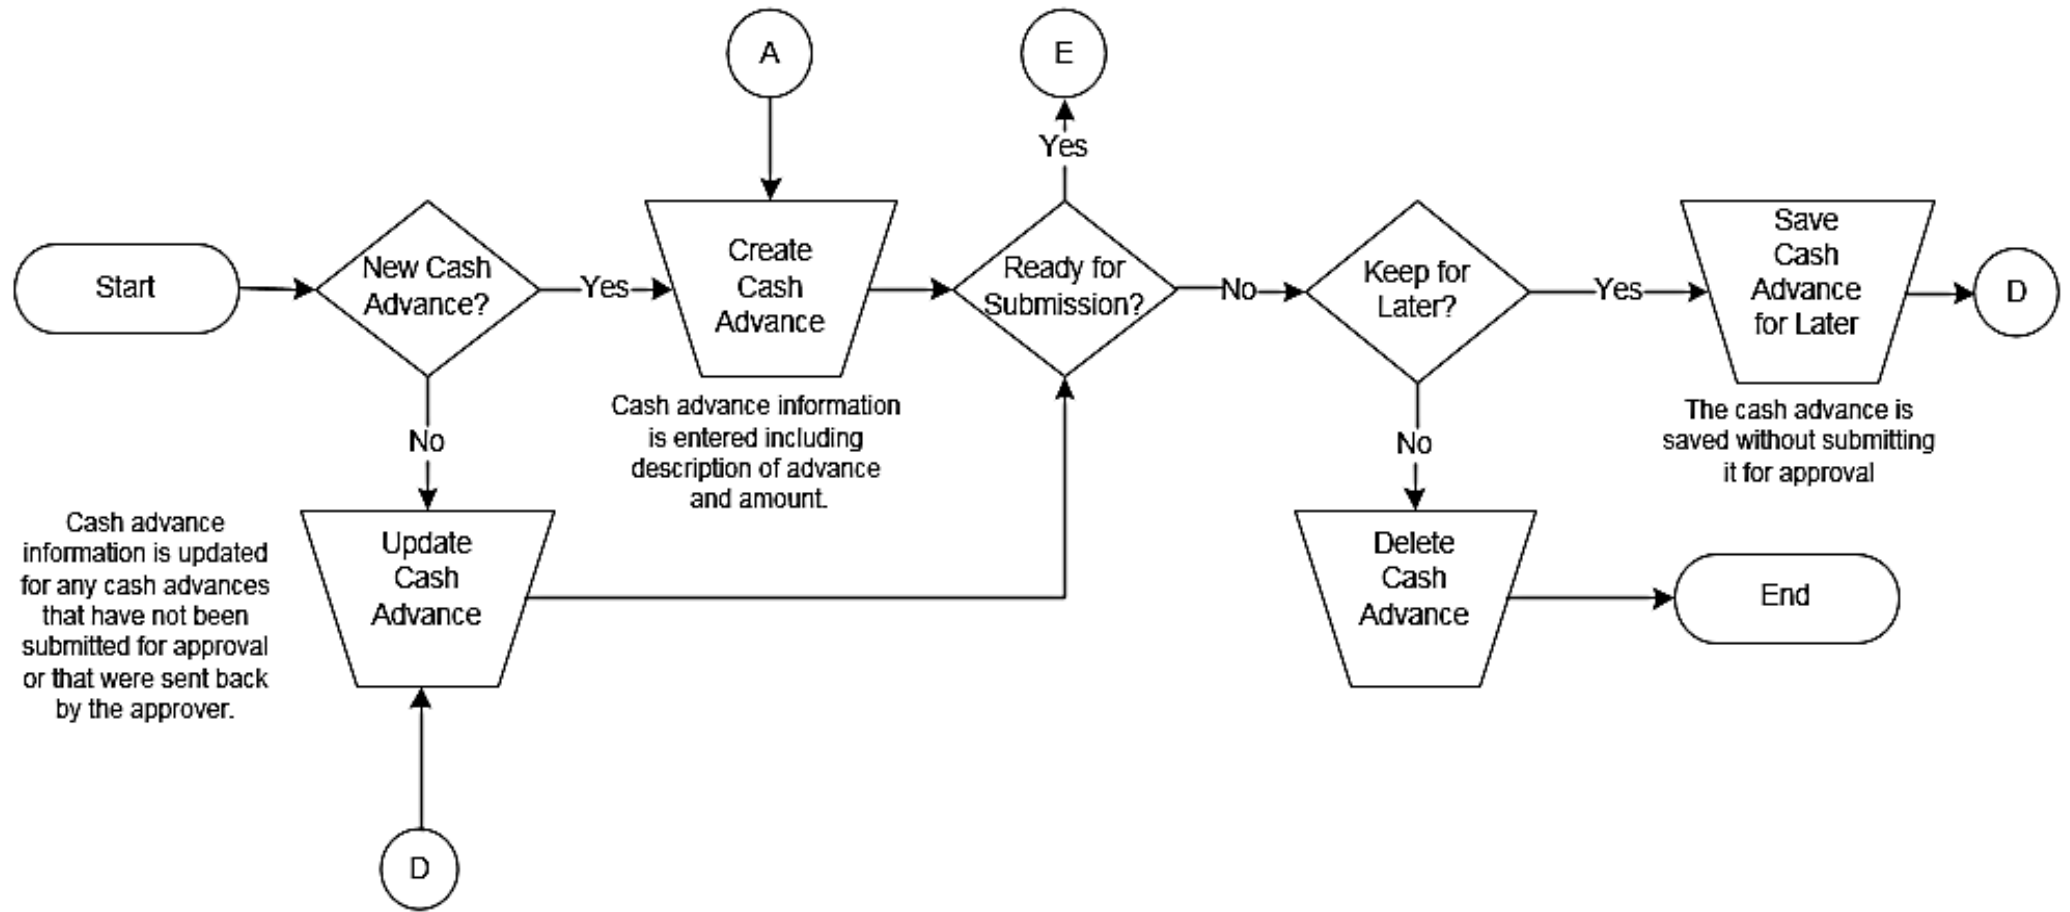 A
E
Yes
Start
New Cash
Advance?
Yes
Create
Cash
Advance
Ready for
Submission?
No
Keep for
Later?
Yes
Save
Cash
Advance
for Later
D
Cash advance information
is entered including
description of advance
and amount.
The cash advance is
saved without submitting
it for approval
No
No
Cash advance
information is updated
for any cash advances
that have not been
submitted for approval
or that were sent back
by the approver.
Update
Cash
Advance
Delete
Cash
Advance
End
D